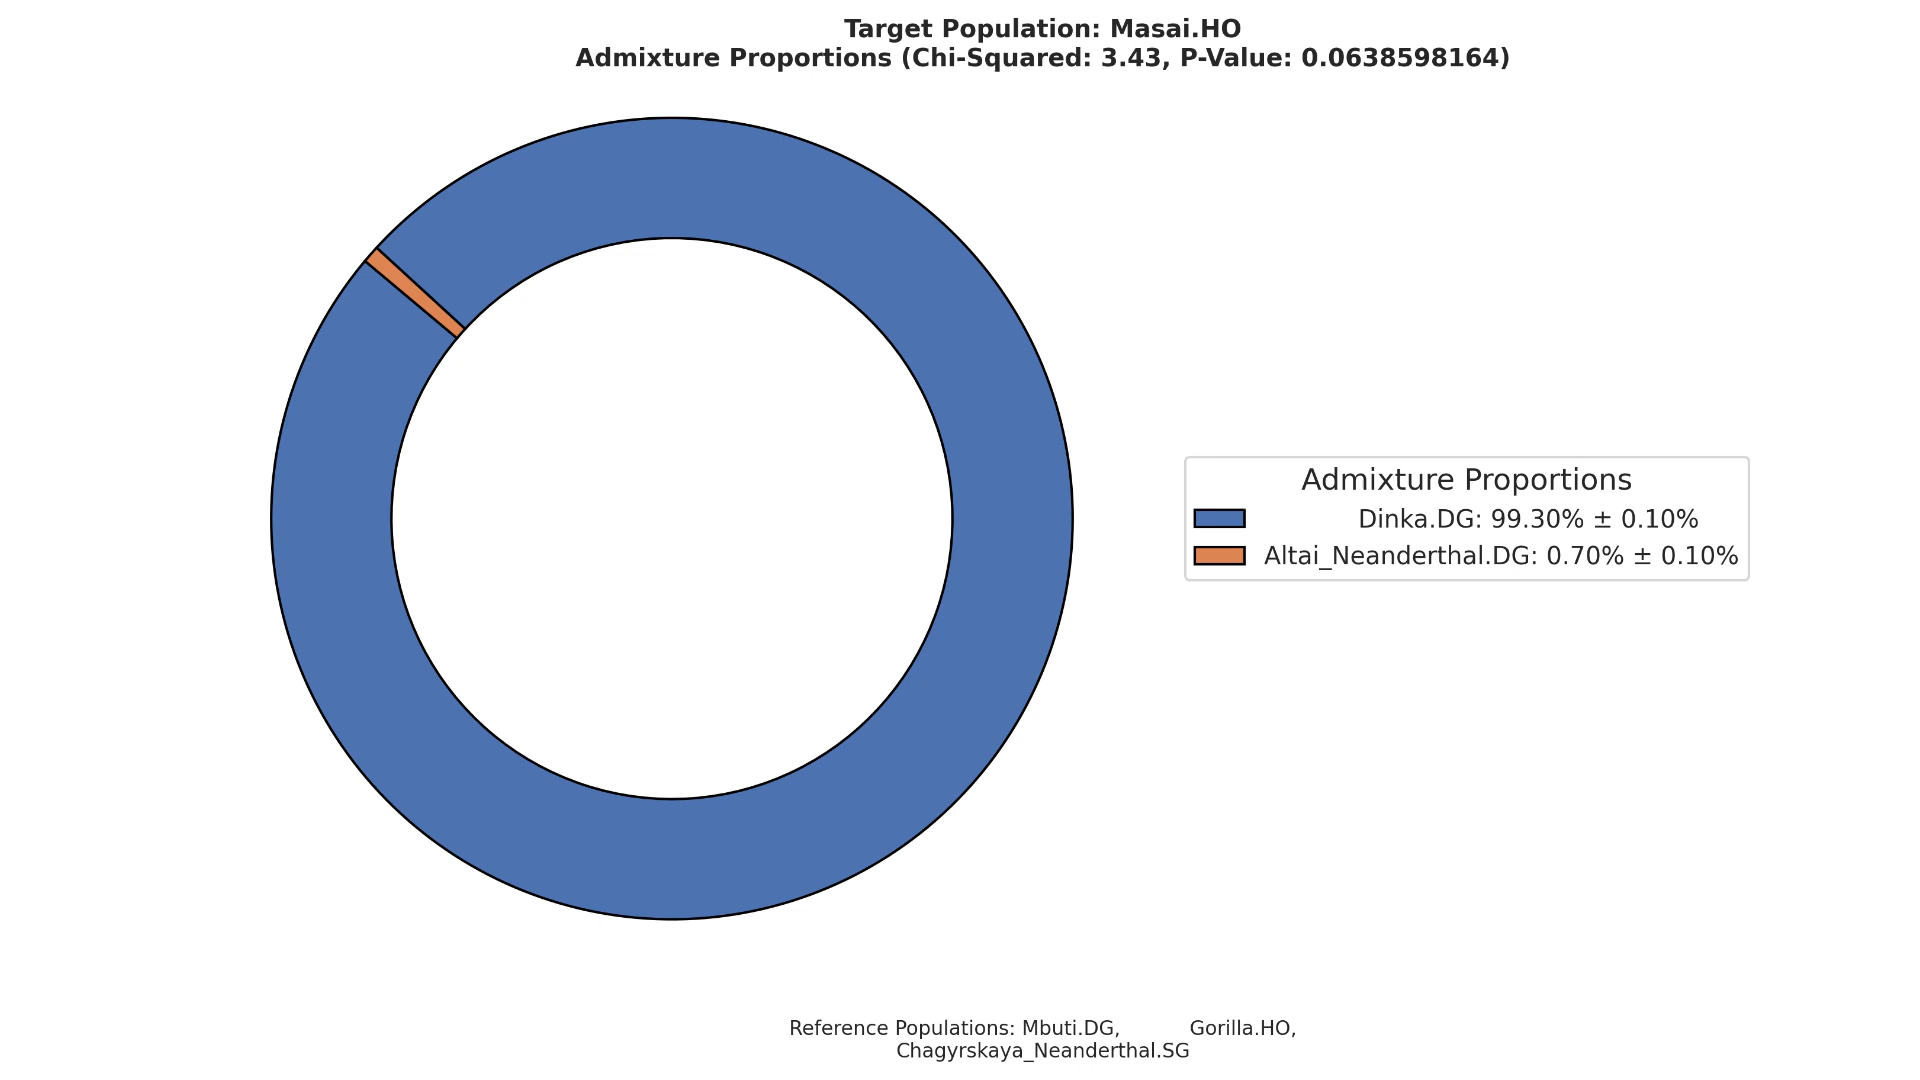 Target Population: Masai.HO
Admixture Proportions (Chi-Squared: 3.43, P-Value: 0.0638598164)
Admixture Proportions
Dinka.DG: 99.30% ± 0.10%
Altai_Neanderthal.DG: 0.70% ± 0.10%
Reference Populations: Mbuti.DG, Gorilla.HO,
Chagyrskaya_Neanderthal.SG